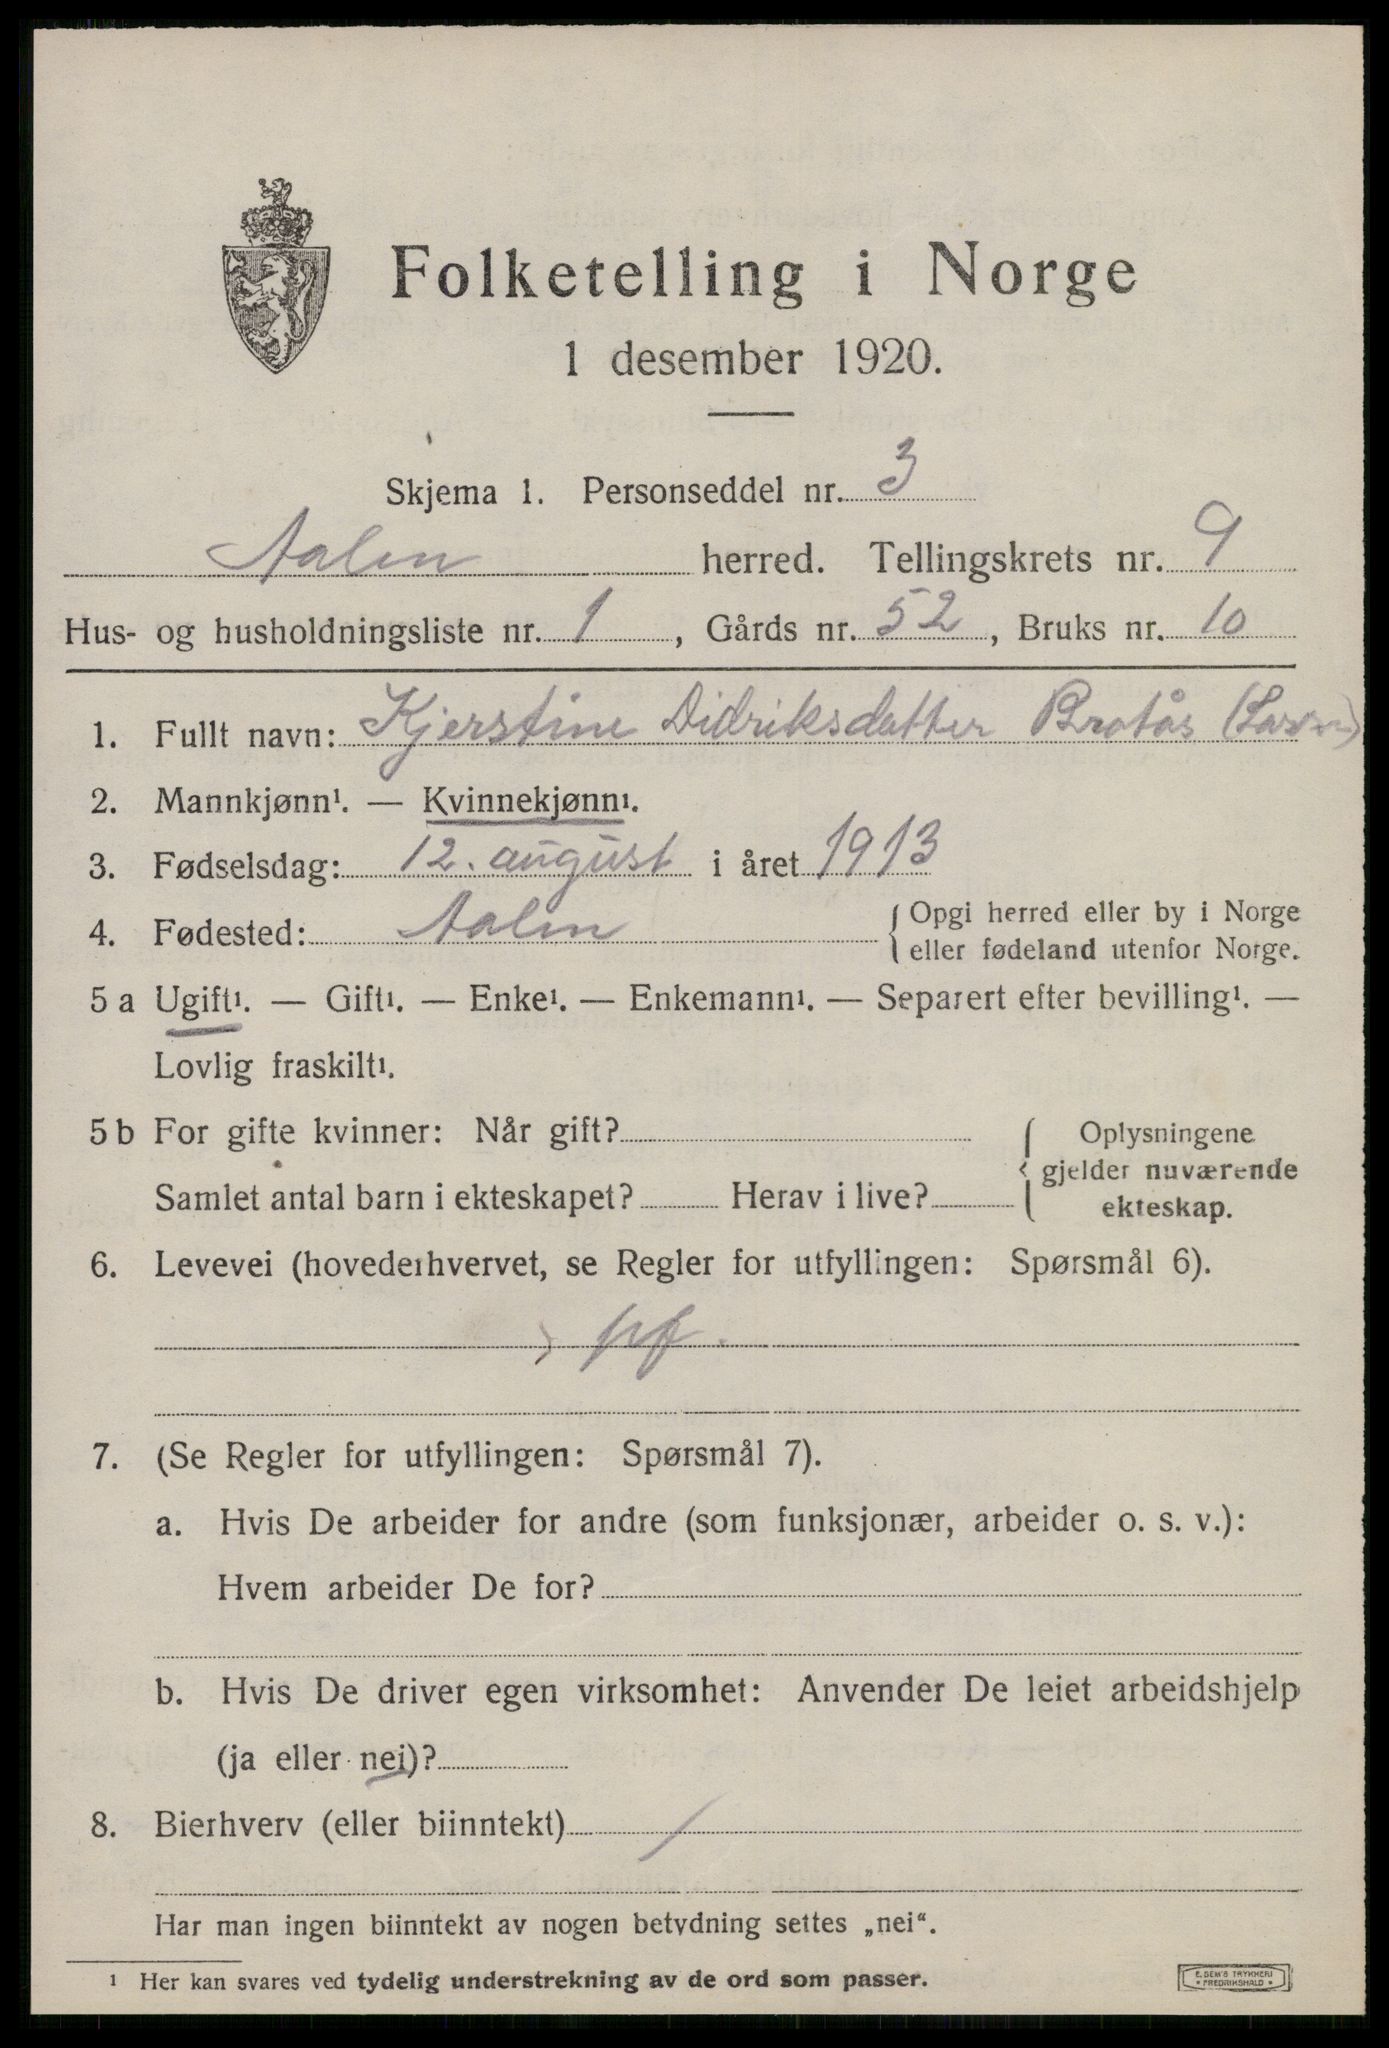 Folketelling i Norge
1 desember 1920.
Skjema 1. Personseddel nr. 3
Aalen herred. Tellingskrets nr. 9
Hus- og husholdningsliste nr. 1, Gårds nr. 52, Bruks nr. 10
1. Fullt navn: Kjerstine Didriksdatter Brotås
2. Mannkjønn¹. — Kvinnekjønn¹.
3. Fødselsdag: 12. august i året 1913
4. Fødested: Aalen { Opgi herred eller by i Norge
eller fødeland utenfor Norge.
5 a Ugift¹. — Gift¹. — Enke¹. — Enkemann¹. — Separert efter bevilling¹. —
Lovlig fraskilt¹.
5 b For gifte kvinner: Når gift? { Oplysningene
gjelder nuværende
Samlet antal barn i ekteskapet? Herav i live? ekteskap.
6. Levevei (hovederhvervet, se Regler for utfyllingen: Spørsmål 6).
7. (Se Regler for utfyllingen: Spørsmål 7).
a. Hvis De arbeider for andre (som funksjonær, arbeider o. s. v.):
Hvem arbeider De for?
b. Hvis De driver egen virksomhet: Anvender De leiet arbeidshjelp
(ja eller nei)?
8. Bierhverv (eller biinntekt) /
Har man ingen biinntekt av nogen betydning settes „nei“.
¹ Her kan svares ved tydelig understrekning av de ord som passer.
E. SEM'S TRYKKERI
* FREDRIKSHALD *